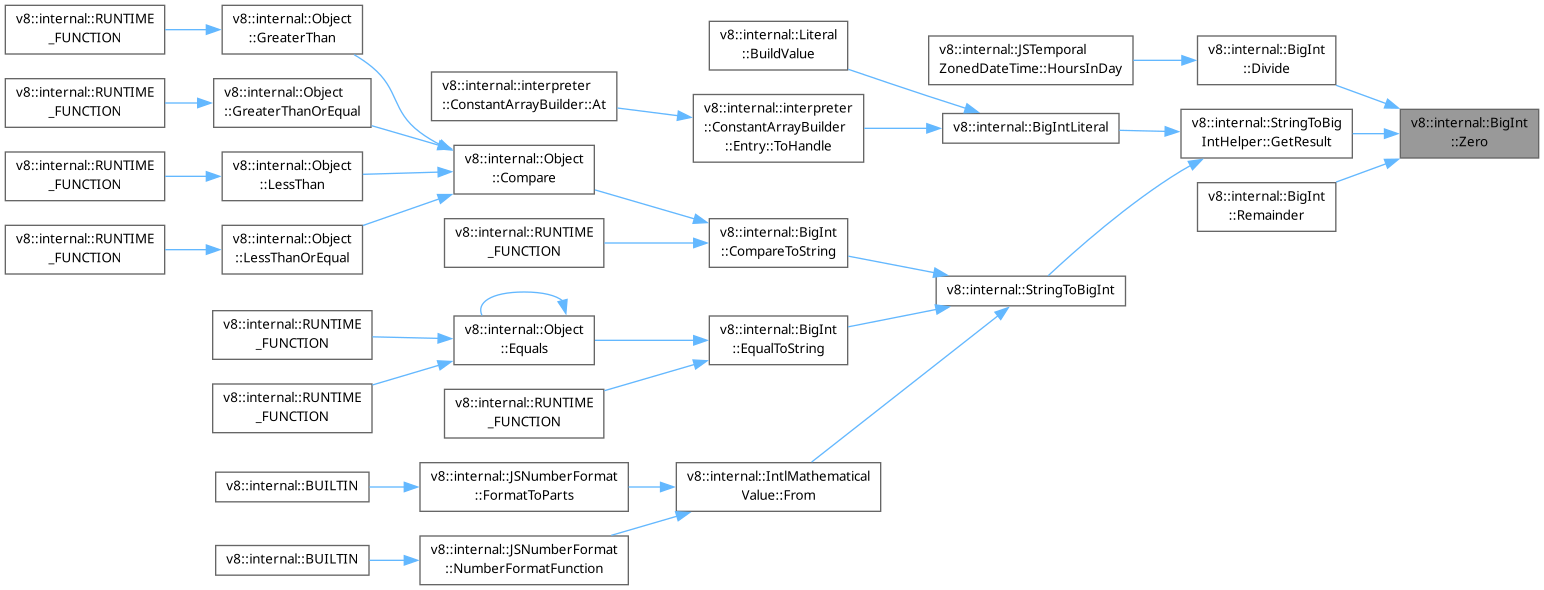 v8::internal::RUNTIME
_FUNCTION
v8::internal::Object
::GreaterThan
v8::internal::RUNTIME
_FUNCTION
v8::internal::Object
::GreaterThanOrEqual
v8::internal::RUNTIME
_FUNCTION
v8::internal::Object
::LessThan
v8::internal::RUNTIME
_FUNCTION
v8::internal::Object
::LessThanOrEqual
v8::internal::interpreter
::ConstantArrayBuilder::At
v8::internal::Object
::Compare
v8::internal::RUNTIME
_FUNCTION
v8::internal::RUNTIME
_FUNCTION
v8::internal::RUNTIME
_FUNCTION
v8::internal::Object
::Equals
v8::internal::RUNTIME
_FUNCTION
v8::internal::BUILTIN
v8::internal::JSNumberFormat
::FormatToParts
v8::internal::BUILTIN
v8::internal::JSNumberFormat
::NumberFormatFunction
v8::internal::Literal
::BuildValue
v8::internal::interpreter
::ConstantArrayBuilder
::Entry::ToHandle
v8::internal::BigInt
::CompareToString
v8::internal::BigInt
::EqualToString
v8::internal::IntlMathematical
Value::From
v8::internal::JSTemporal
ZonedDateTime::HoursInDay
v8::internal::BigIntLiteral
v8::internal::StringToBigInt
v8::internal::BigInt
::Divide
v8::internal::StringToBig
IntHelper::GetResult
v8::internal::BigInt
::Remainder
v8::internal::BigInt
::Zero